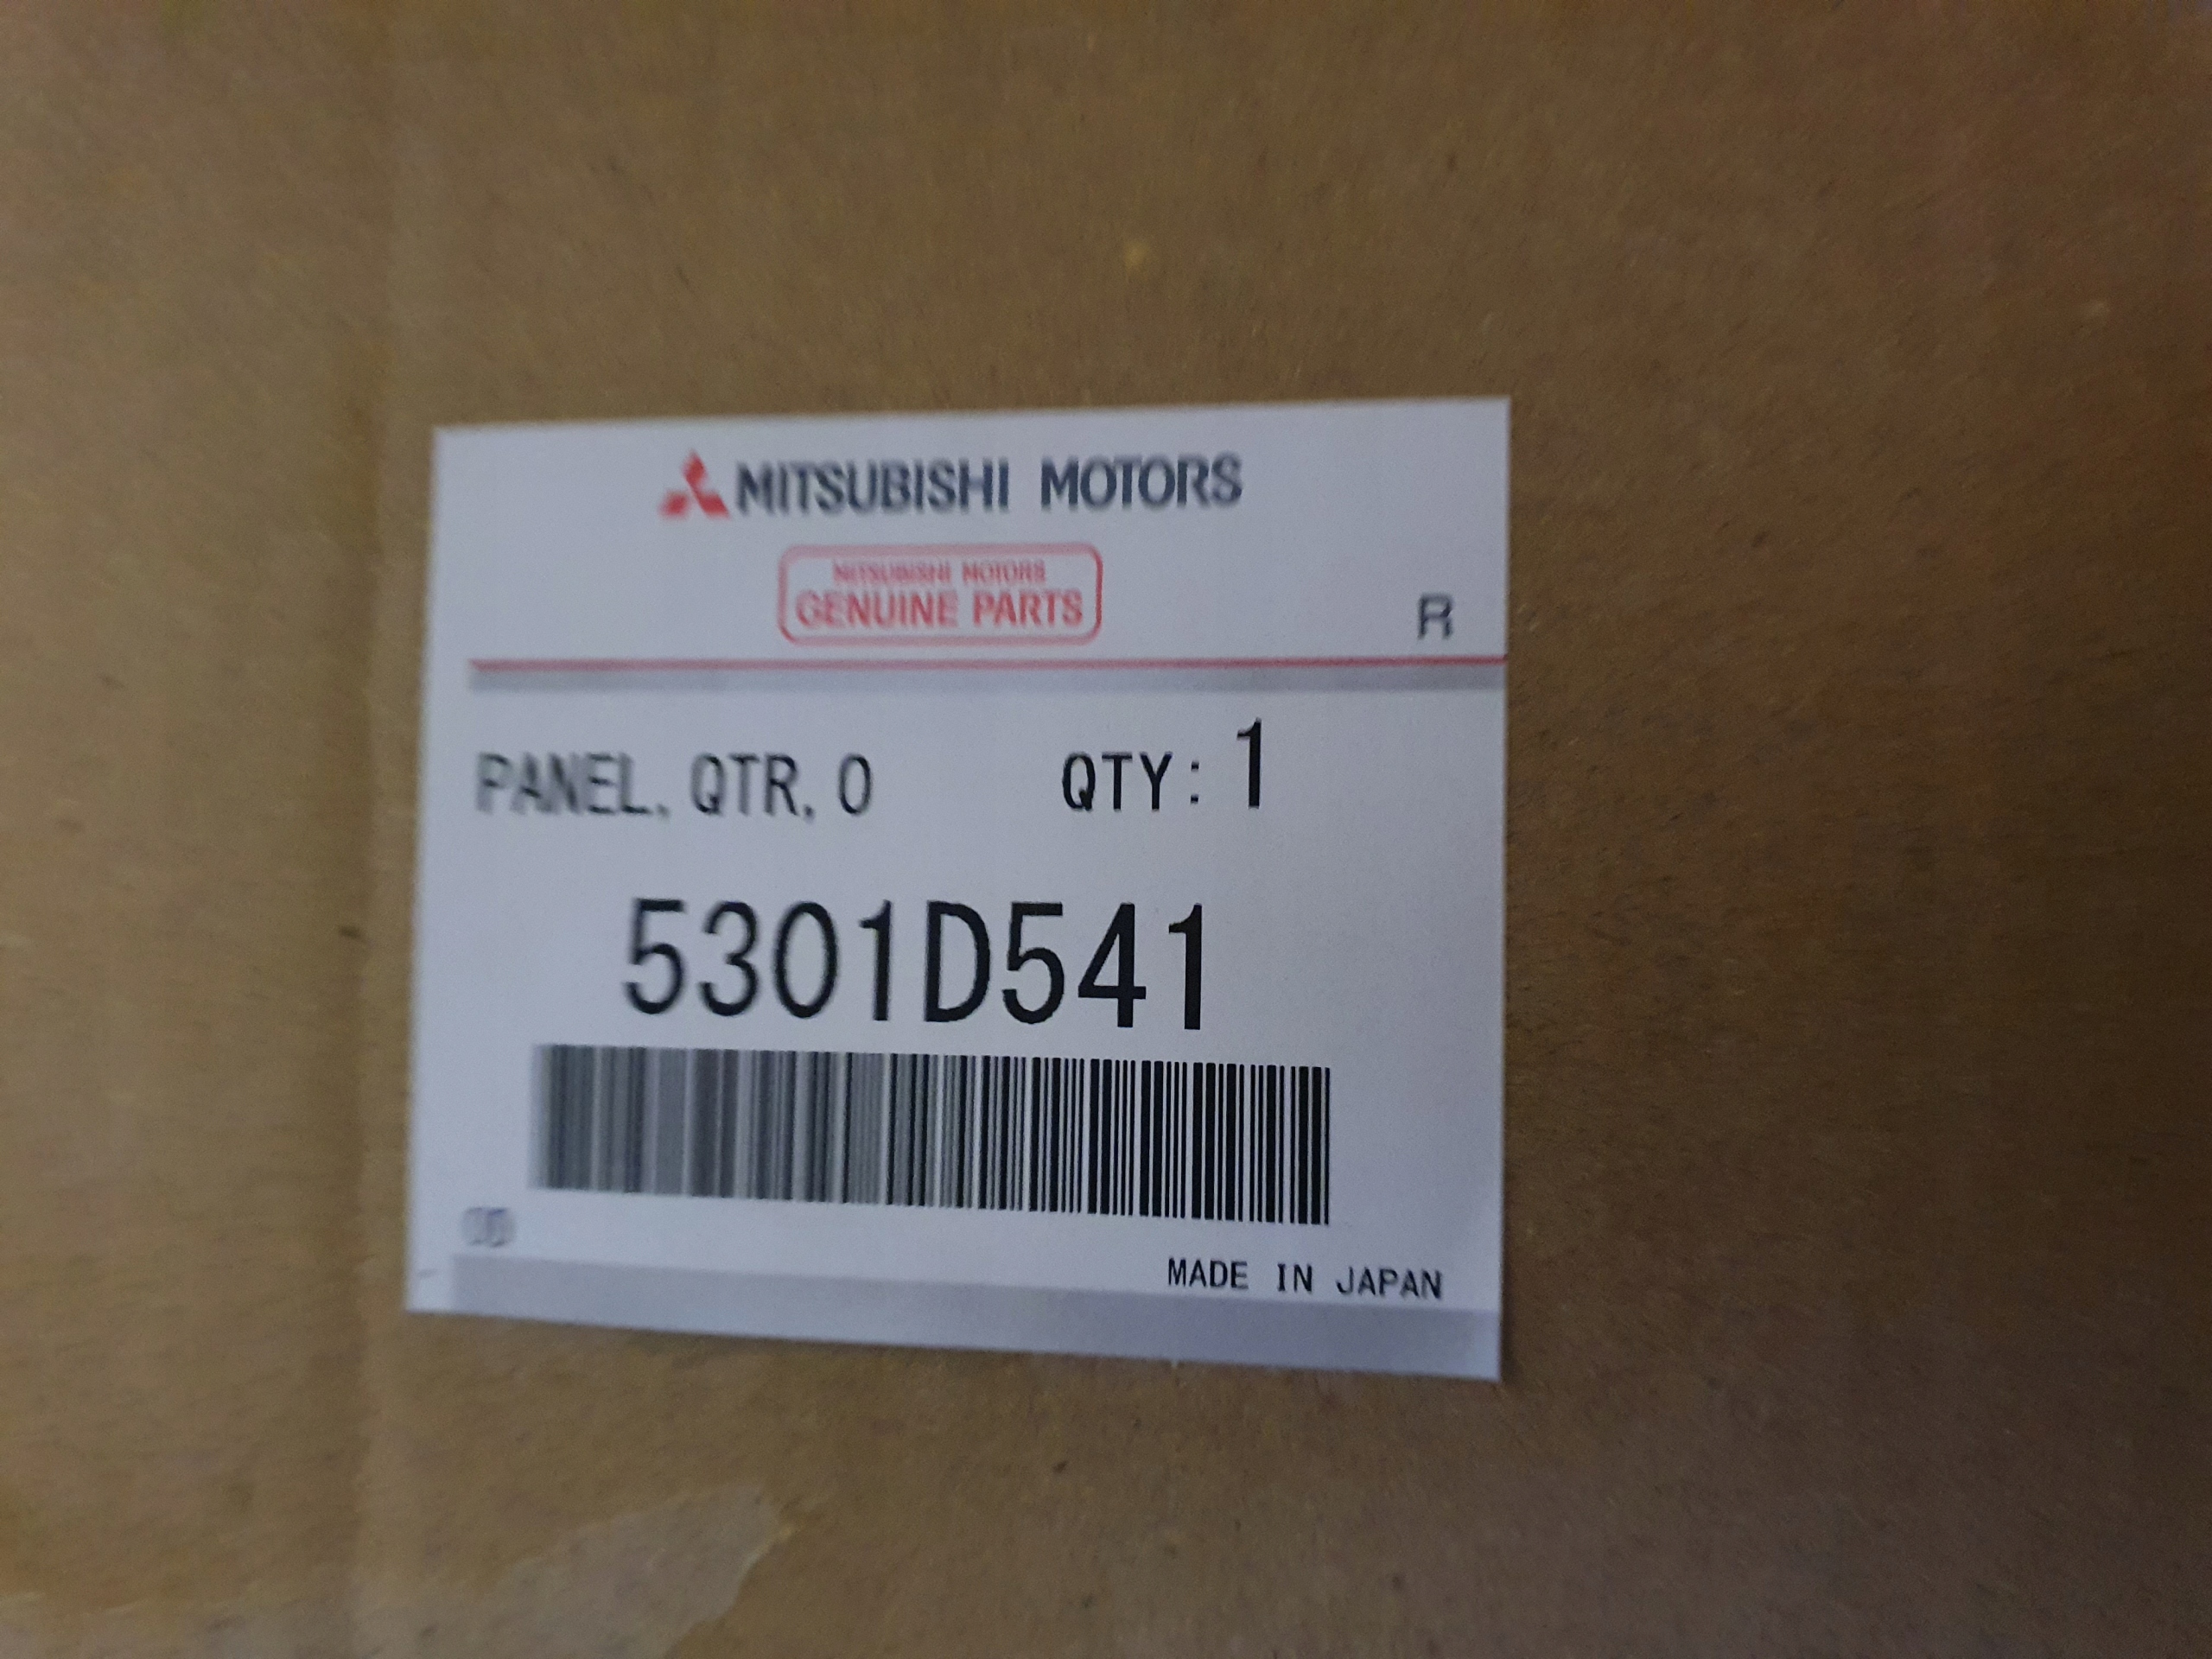 MITSUBISHI MOTORS
MITSUBISHI MOTORS
GENUINE PARTS
R
PANEL, QTR, O QTY: 1
5301D541
MADE IN JAPAN